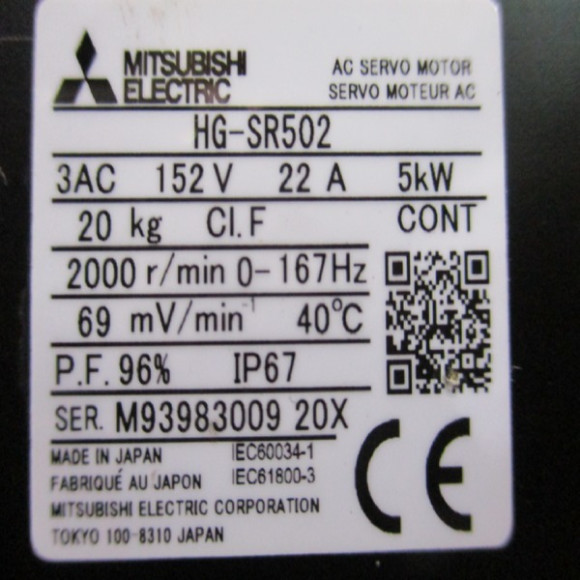 MITSUBISHI
ELECTRIC
AC SERVO MOTOR
SERVO MOTEUR AC
HG-SR502
3AC 152 V 22 A 5kW
20 kg Cl.F CONT
2000 r/min 0-167Hz
69 mV/min⁻¹ 40℃
P.F. 96% IP67
SER. M93983009 20X
MADE IN JAPAN IEC60034-1
FABRIQUÉ AU JAPON IEC61800-3
MITSUBISHI ELECTRIC CORPORATION
TOKYO 100-8310 JAPAN
CE